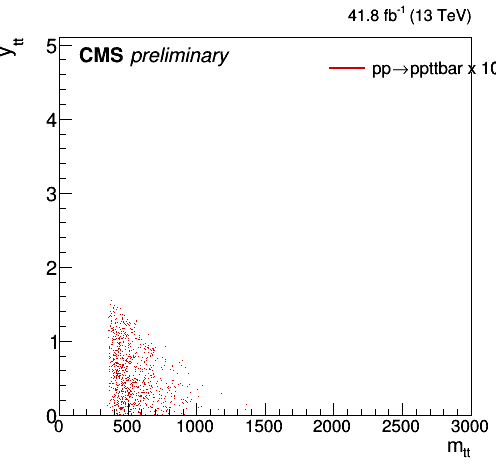 41.8 fb⁻¹ (13 TeV)
y_tt
CMS preliminary
pp→ppttbar x 10
5
4
3
2
1
0
0 500 1000 1500 2000 2500 3000
m_tt